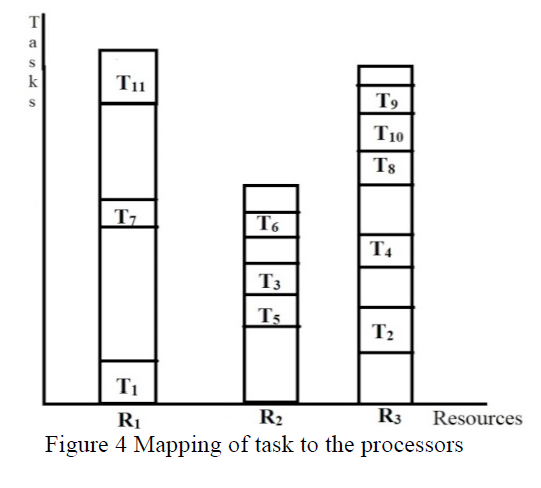 Tasks
T11
T9
T10
T8
T7
T6
T4
T3
T5
T2
T1
R1 R2 R3 Resources
Figure 4 Mapping of task to the processors